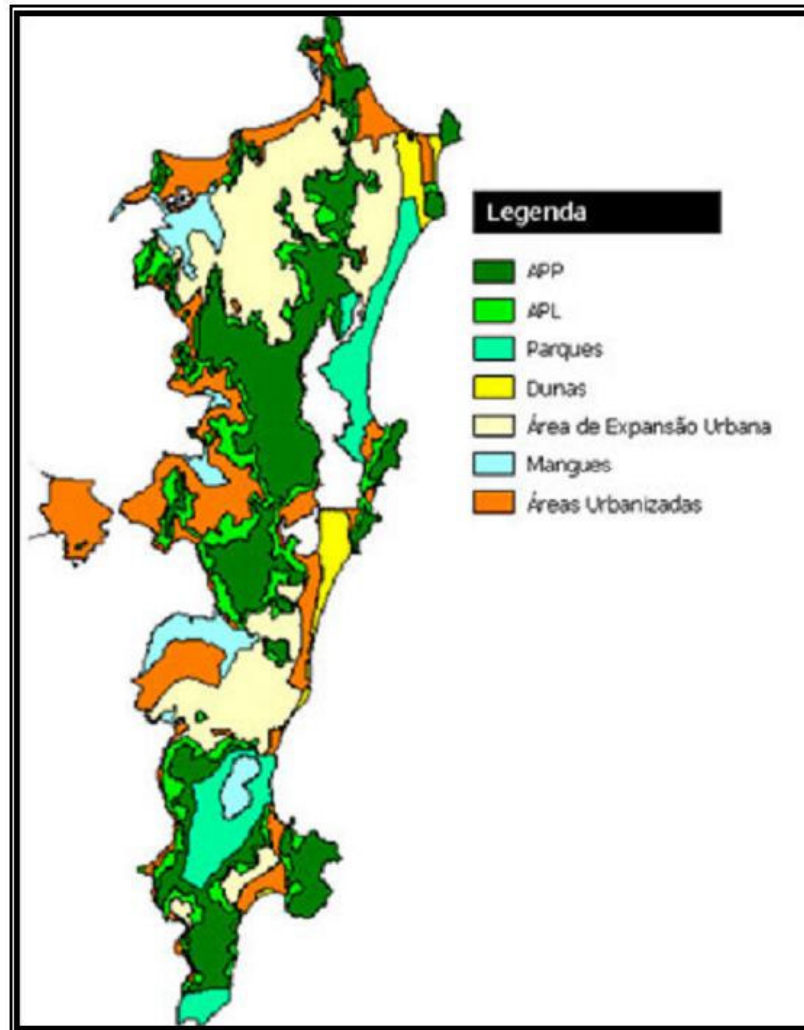 Legenda
APP
APL
Parques
Dunas
Área de Expansão Urbana
Mangues
Áreas Urbanizadas